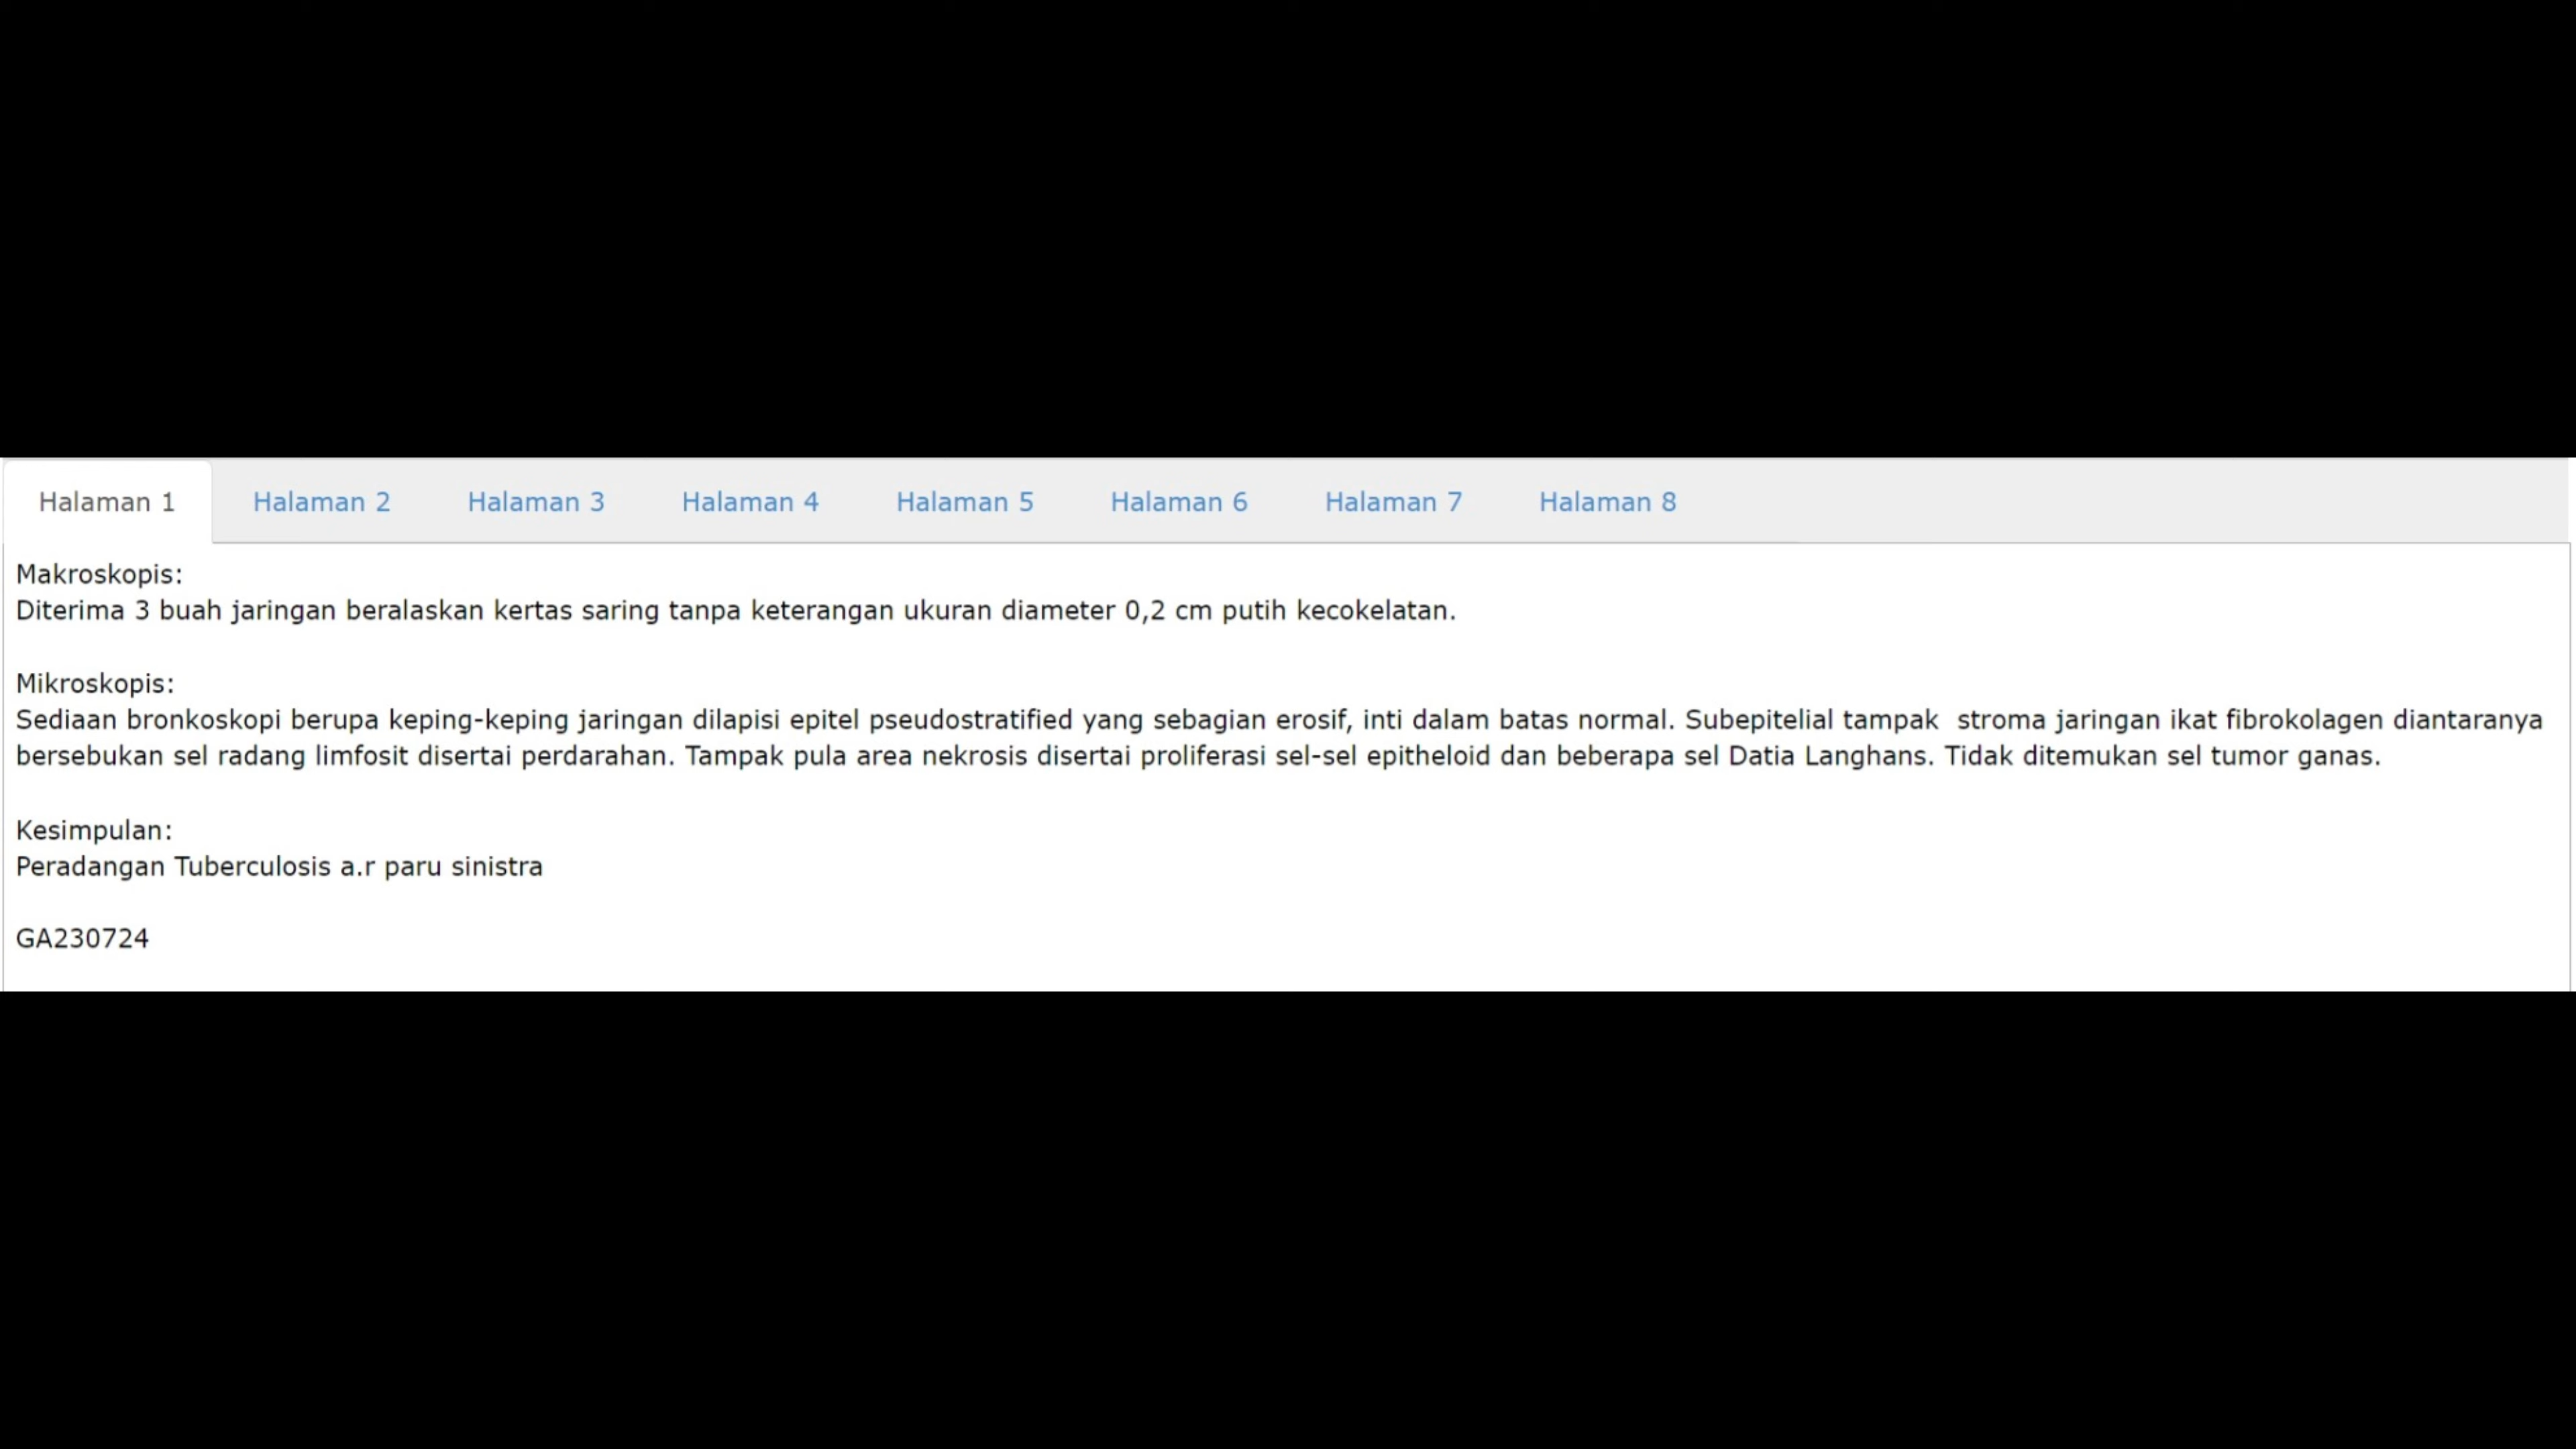 Halaman 1 Halaman 2 Halaman 3 Halaman 4 Halaman 5 Halaman 6 Halaman 7 Halaman 8
Makroskopis:
Diterima 3 buah jaringan beralaskan kertas saring tanpa keterangan ukuran diameter 0,2 cm putih kecokelatan.
Mikroskopis:
Sediaan bronkoskopi berupa keping-keping jaringan dilapisi epitel pseudostratified yang sebagian erosif, inti dalam batas normal. Subepitelial tampak  stroma jaringan ikat fibrokolagen diantaranya
bersebukan sel radang limfosit disertai perdarahan. Tampak pula area nekrosis disertai proliferasi sel-sel epitheloid dan beberapa sel Datia Langhans. Tidak ditemukan sel tumor ganas.
Kesimpulan:
Peradangan Tuberculosis a.r paru sinistra
GA230724